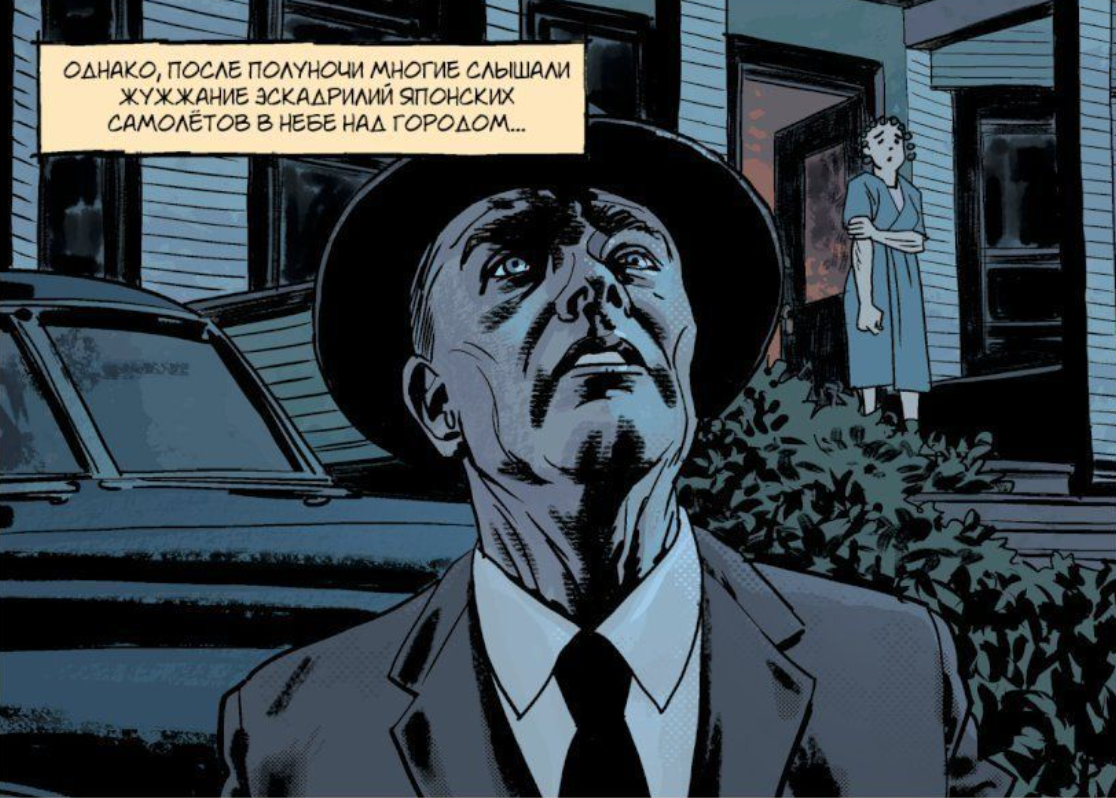 ОДНАКО, ПОСЛЕ ПОЛУНОЧИ МНОГИЕ СЛЫШАЛИ
ЖУЖЖАНИЕ ЭСКАДРИЛИЙ ЯПОНСКИХ
САМОЛЁТОВ В НЕБЕ НАД ГОРОДОМ...